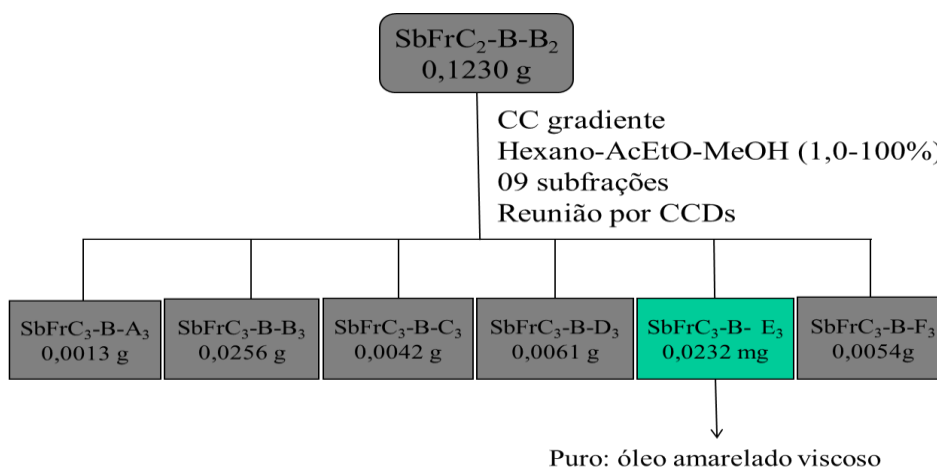 SbFrC₂-B-B₂
0,1230 g
CC gradiente
Hexano-AcEtO-MeOH (1,0-100%)
09 subfrações
Reunião por CCDs
SbFrC₃-B-A₃
0,0013 g
SbFrC₃-B-B₃
0,0256 g
SbFrC₃-B-C₃
0,0042 g
SbFrC₃-B-D₃
0,0061 g
SbFrC₃-B- E₃
0,0232 mg
SbFrC₃-B-F₃
0,0054g
Puro: óleo amarelado viscoso